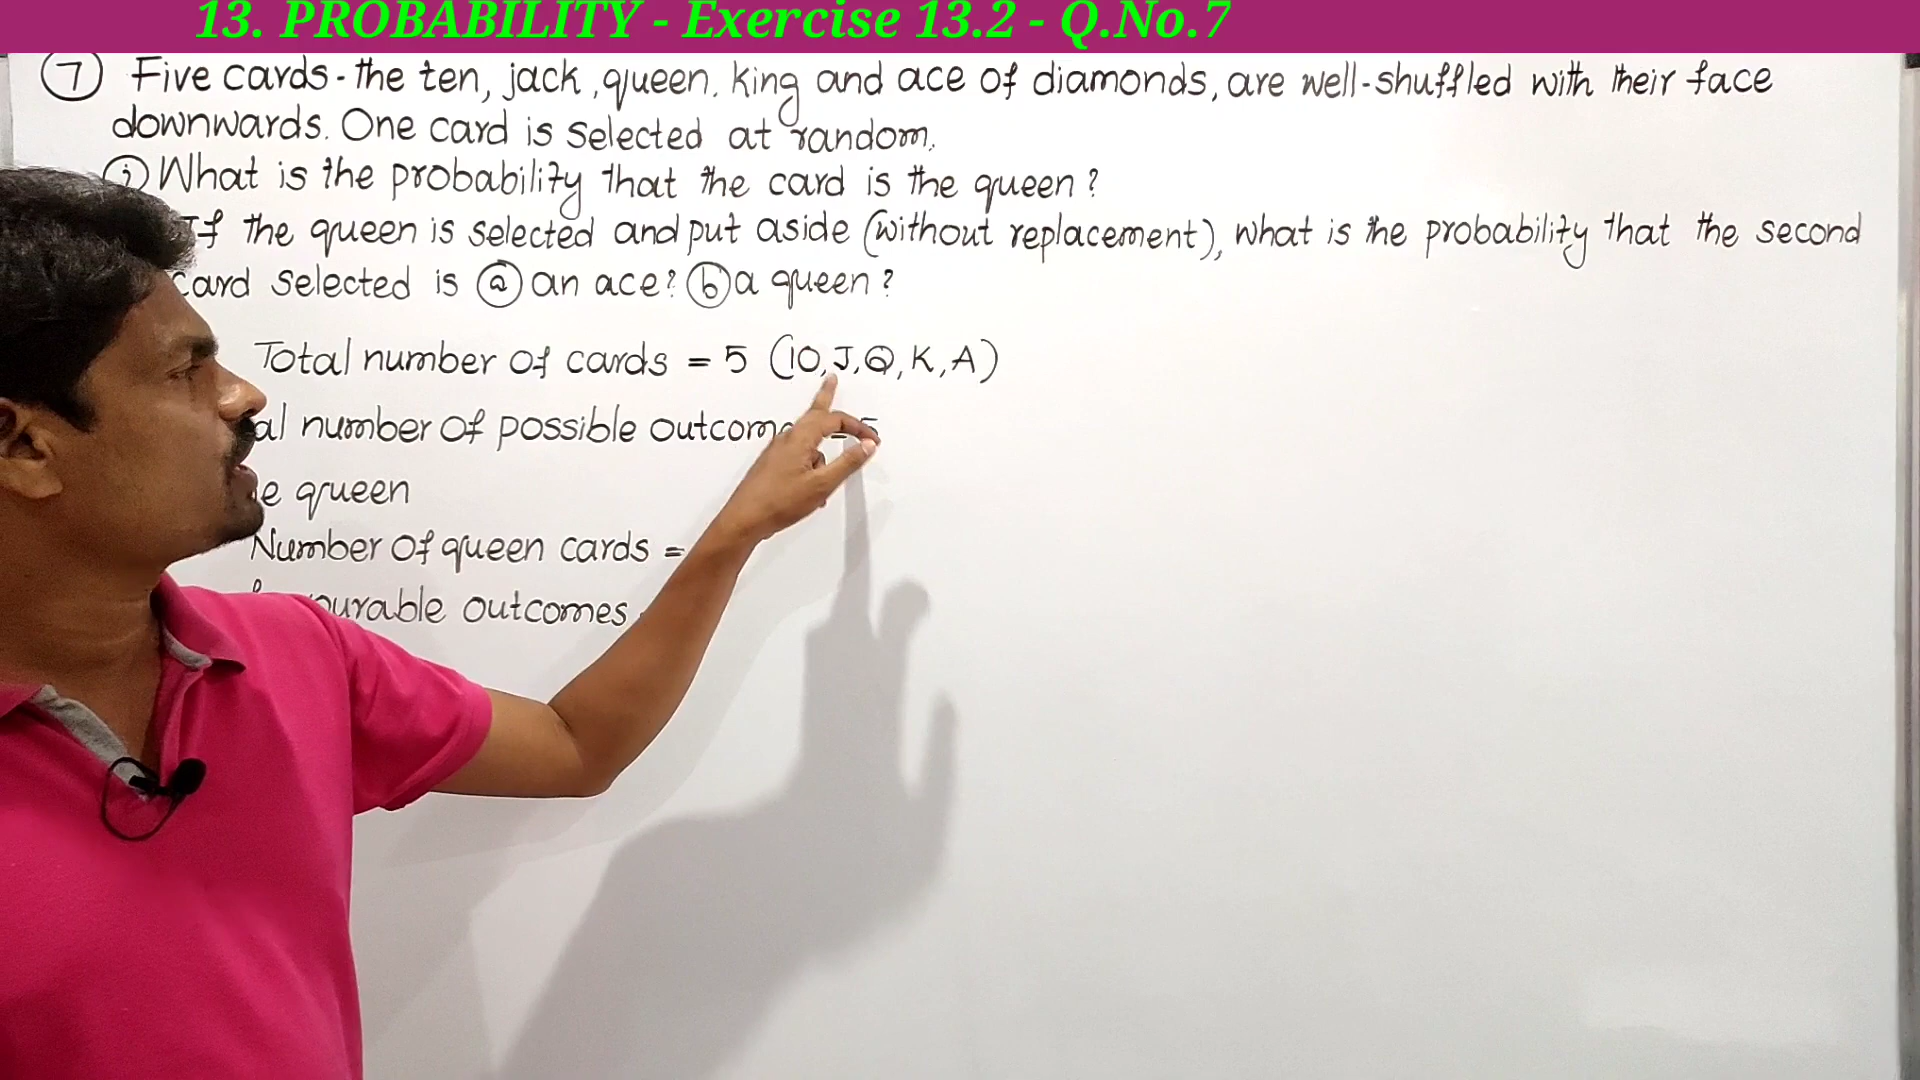 13. PROBABILITY - Exercise 13.2 - Q.No.7
7 Five cards - the ten, jack, queen, king and ace of diamonds, are well-shuffled with their face
downwards. One card is selected at random.
i What is the probability that the card is the queen?
If the queen is selected and put aside (without replacement), what is the probability that the second
card selected is a an ace? b a queen?
Total number of cards = 5 (10, J, Q, K, A)
number of possible = 5
queen
Number of queen cards =
outcomes